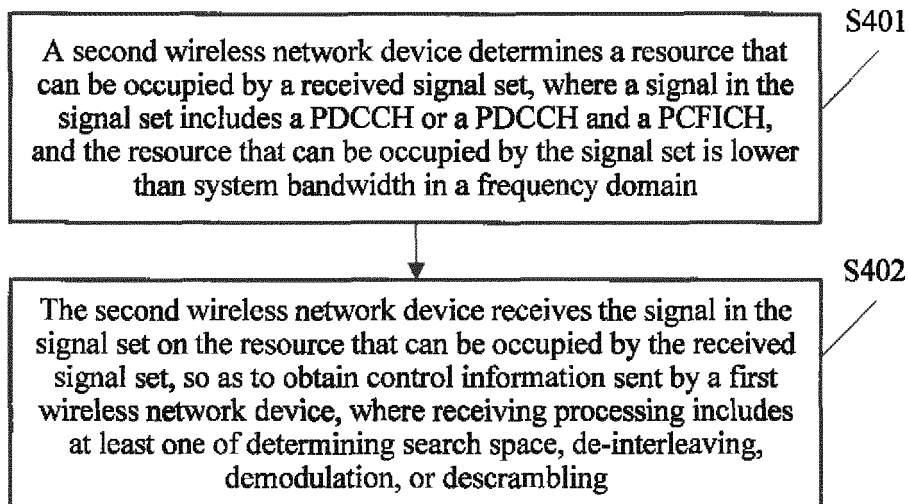 S401
A second wireless network device determines a resource that
can be occupied by a received signal set, where a signal in the
signal set includes a PDCCH or a PDCCH and a PCFICH,
and the resource that can be occupied by the signal set is lower
than system bandwidth in a frequency domain
S402
The second wireless network device receives the signal in the
signal set on the resource that can be occupied by the received
signal set, so as to obtain control information sent by a first
wireless network device, where receiving processing includes
at least one of determining search space, de-interleaving,
demodulation, or descrambling